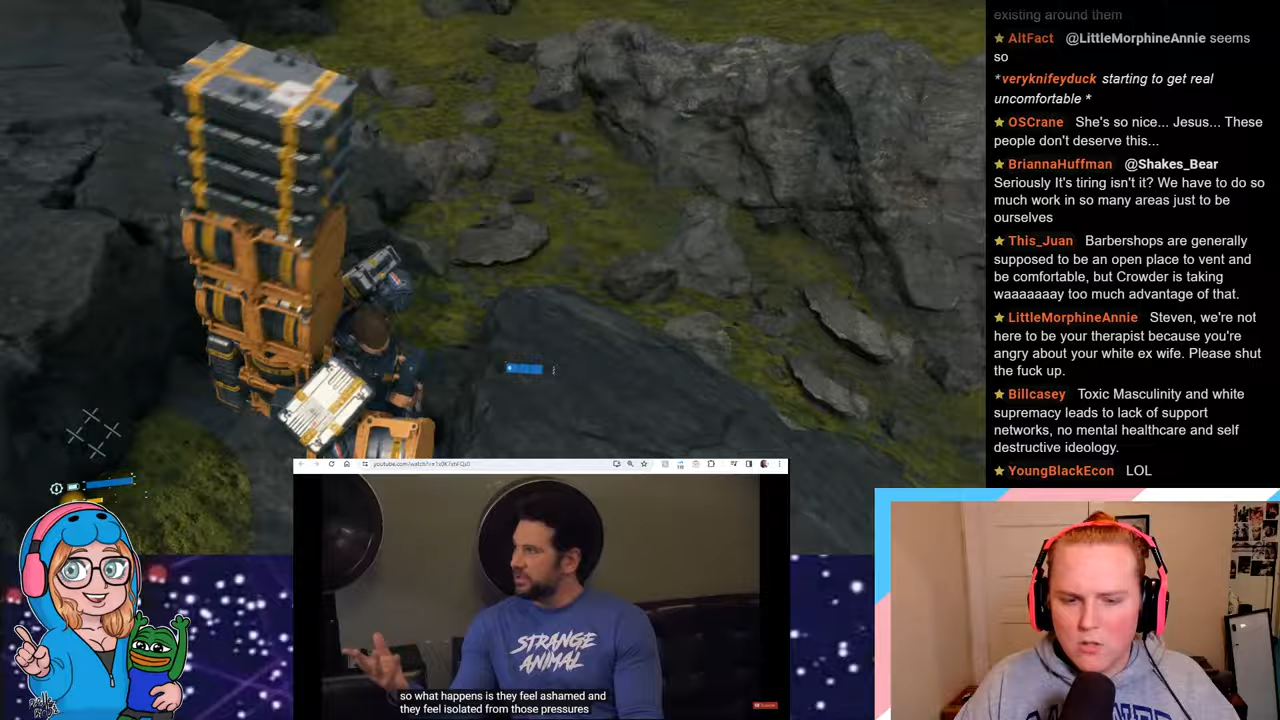 existing around them
AltFact @LittleMorphineAnnie seems
so
*veryknifeyduck starting to get real
uncomfortable *
OSCrane She's so nice... Jesus... These
people don't deserve this...
BriannaHuffman @Shakes_Bear
Seriously It's tiring isn't it? We have to do so
much work in so many areas just to be
ourselves
This_Juan Barbershops are generally
supposed to be an open place to vent and
be comfortable, but Crowder is taking
waaaaaaay too much advantage of that.
LittleMorphineAnnie Steven, we're not
here to be your therapist because you're
angry about your white ex wife. Please shut
the fuck up.
Billcasey Toxic Masculinity and white
supremacy leads to lack of support
networks, no mental healthcare and self
destructive ideology.
YoungBlackEcon LOL
STRANGE
ANIMAL
so what happens is they feel ashamed and
they feel isolated from those pressures